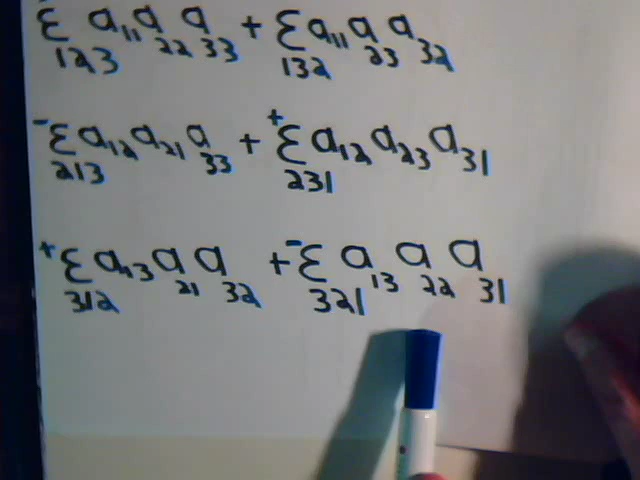 ε₁₂₃ a₁₁ a₂₂ a₃₃ + ε₁₃₂ a₁₁ a₂₃ a₃₂
⁻ε₂₁₃ a₁₂ a₂₁ a₃₃ + ⁺ε₂₃₁ a₁₂ a₂₃ a₃₁
⁺ε₃₁₂ a₁₃ a₂₁ a₃₂ + ⁻ε₃₂₁ a₁₃ a₂₂ a₃₁